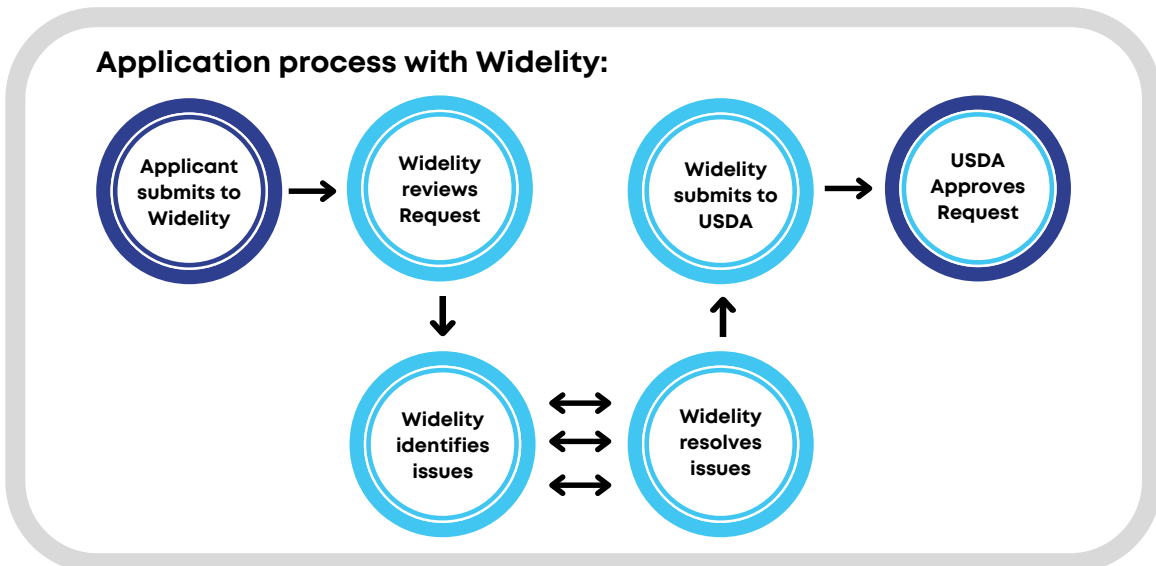 Application process with Widelity:
Applicant
submits to
Widelity
Widelity
reviews
Request
Widelity
identifies
issues
Widelity
resolves
issues
Widelity
submits to
USDA
USDA
Approves
Request